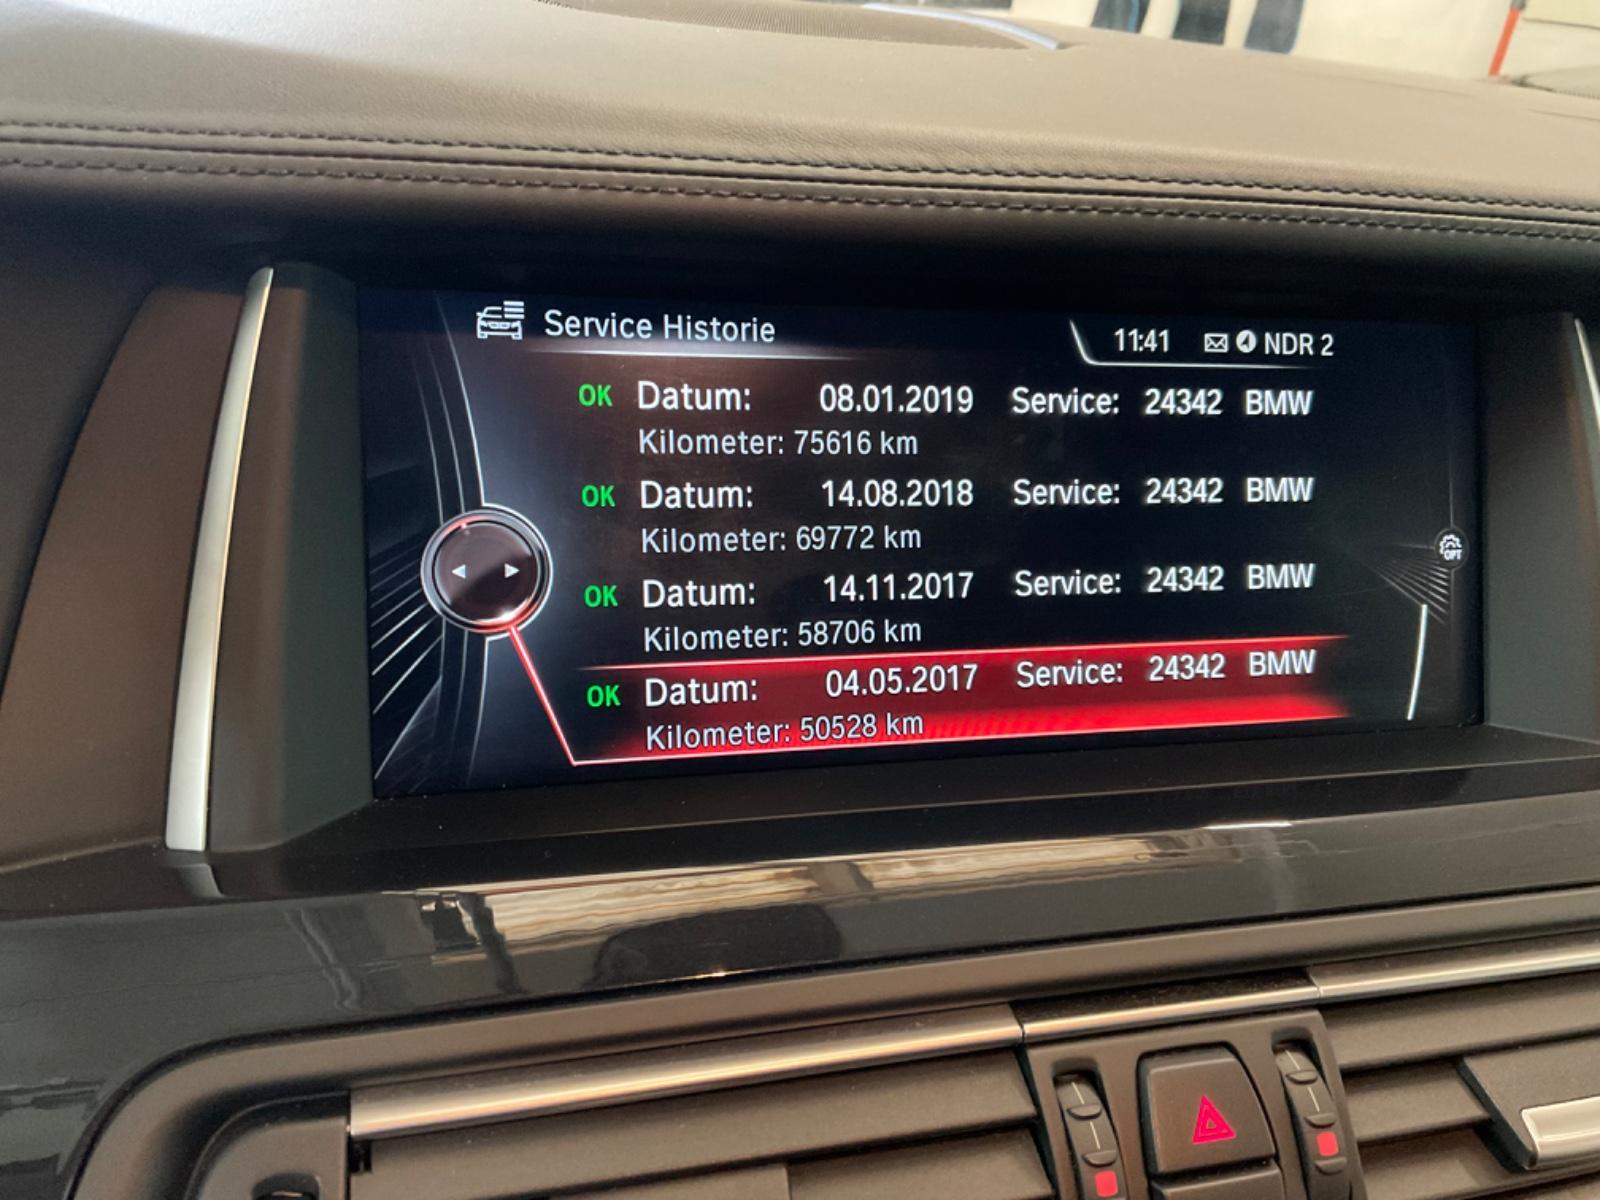 Service Historie
11:41 NDR 2
OK Datum: 08.01.2019 Service: 24342 BMW
Kilometer: 75616 km
OK Datum: 14.08.2018 Service: 24342 BMW
Kilometer: 69772 km
OK Datum: 14.11.2017 Service: 24342 BMW
Kilometer: 58706 km
OK Datum: 04.05.2017 Service: 24342 BMW
Kilometer: 50528 km
OPT